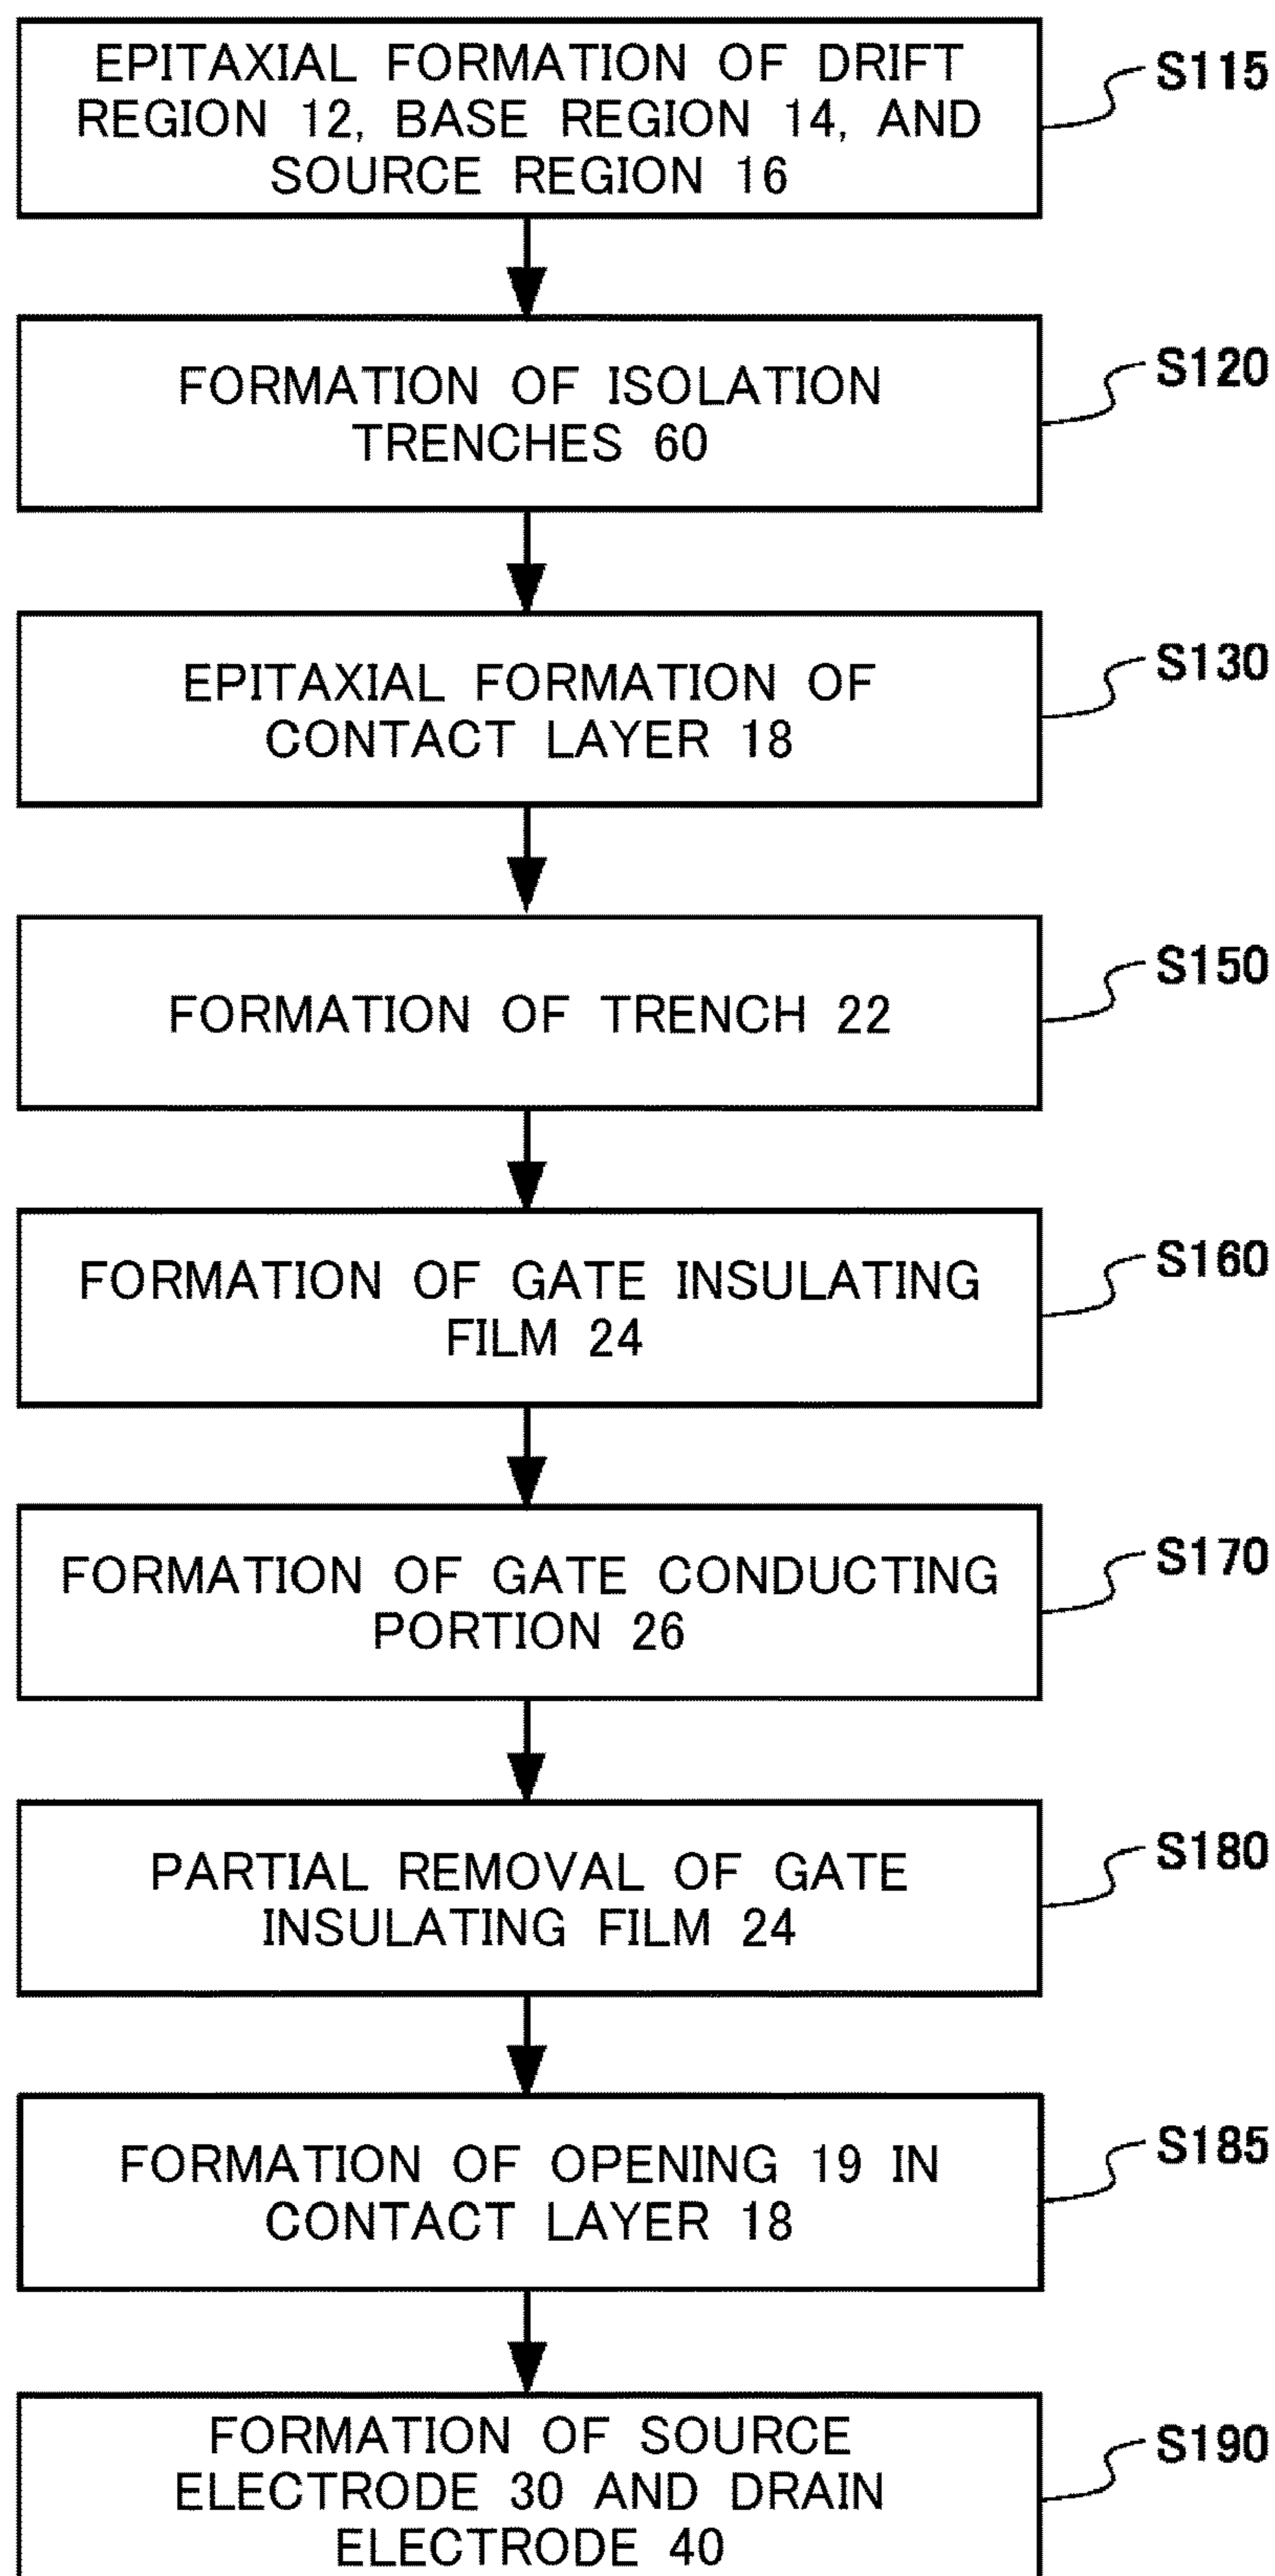 EPITAXIAL FORMATION OF DRIFT
REGION 12, BASE REGION 14, AND
SOURCE REGION 16
S115
FORMATION OF ISOLATION
TRENCHES 60
S120
EPITAXIAL FORMATION OF
CONTACT LAYER 18
S130
FORMATION OF TRENCH 22
S150
FORMATION OF GATE INSULATING
FILM 24
S160
FORMATION OF GATE CONDUCTING
PORTION 26
S170
PARTIAL REMOVAL OF GATE
INSULATING FILM 24
S180
FORMATION OF OPENING 19 IN
CONTACT LAYER 18
S185
FORMATION OF SOURCE
ELECTRODE 30 AND DRAIN
ELECTRODE 40
S190